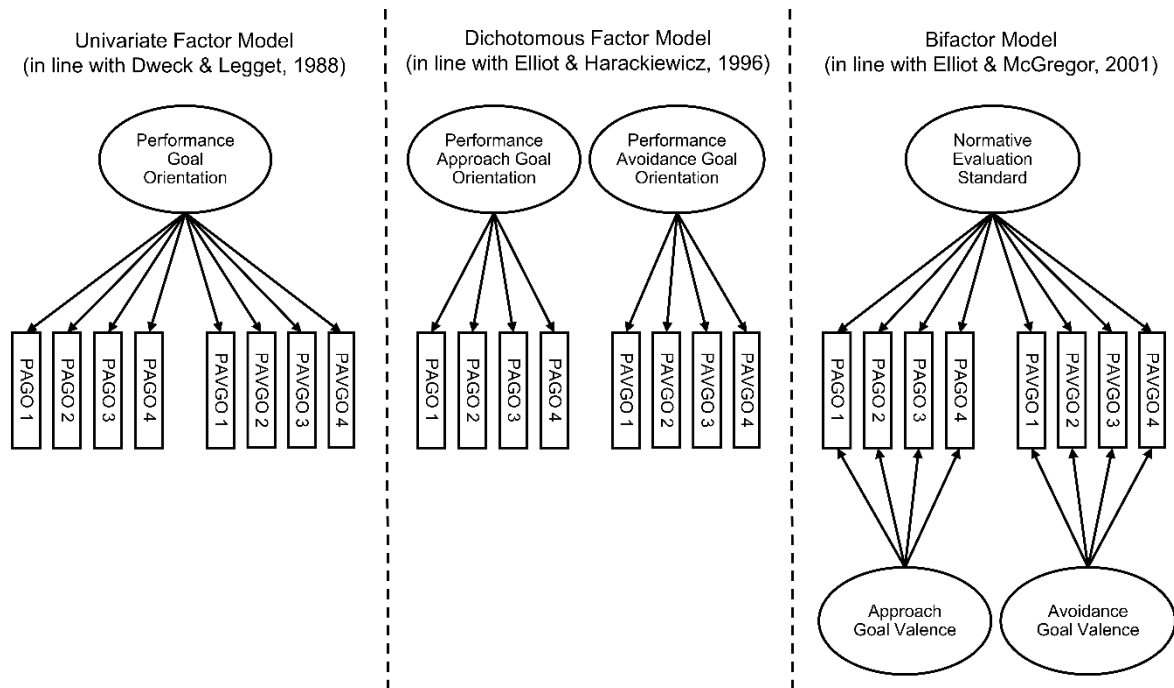 Univariate Factor Model
(in line with Dweck & Legget, 1988)
Performance
Goal
Orientation
PAGO 1
PAGO 2
PAGO 3
PAGO 4
PAVGO 1
PAVGO 2
PAVGO 3
PAVGO 4
Dichotomous Factor Model
(in line with Elliot & Harackiewicz, 1996)
Performance
Approach Goal
Orientation
Performance
Avoidance Goal
Orientation
PAGO 1
PAGO 2
PAGO 3
PAGO 4
PAVGO 1
PAVGO 2
PAVGO 3
PAVGO 4
Bifactor Model
(in line with Elliot & McGregor, 2001)
Normative
Evaluation
Standard
PAGO 1
PAGO 2
PAGO 3
PAGO 4
PAVGO 1
PAVGO 2
PAVGO 3
PAVGO 4
Approach
Goal Valence
Avoidance
Goal Valence